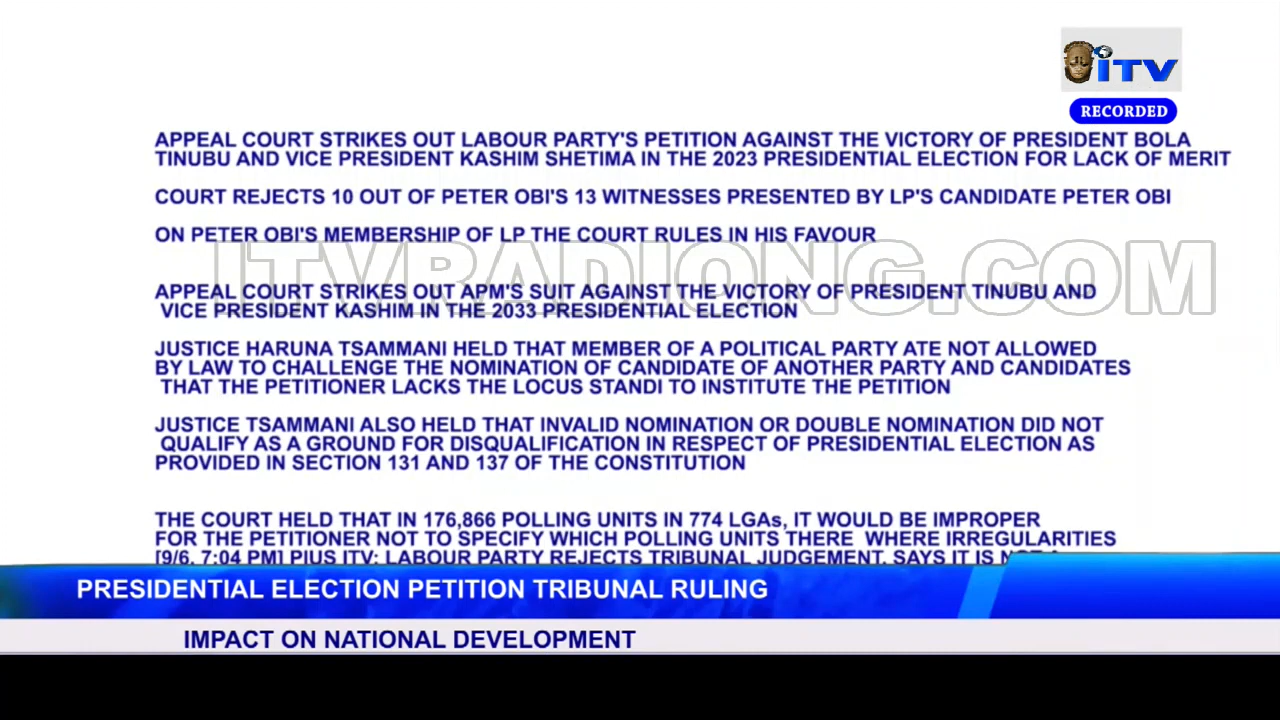 iTV
RECORDED
APPEAL COURT STRIKES OUT LABOUR PARTY'S PETITION AGAINST THE VICTORY OF PRESIDENT BOLA
TINUBU AND VICE PRESIDENT KASHIM SHETIMA IN THE 2023 PRESIDENTIAL ELECTION FOR LACK OF MERIT
COURT REJECTS 10 OUT OF PETER OBI'S 13 WITNESSES PRESENTED BY LP'S CANDIDATE PETER OBI
ON PETER OBI'S MEMBERSHIP OF LP THE COURT RULES IN HIS FAVOUR
ITVRADIONG.COM
APPEAL COURT STRIKES OUT APM'S SUIT AGAINST THE VICTORY OF PRESIDENT TINUBU AND
VICE PRESIDENT KASHIM IN THE 2033 PRESIDENTIAL ELECTION
JUSTICE HARUNA TSAMMANI HELD THAT MEMBER OF A POLITICAL PARTY ATE NOT ALLOWED
BY LAW TO CHALLENGE THE NOMINATION OF CANDIDATE OF ANOTHER PARTY AND CANDIDATES
THAT THE PETITIONER LACKS THE LOCUS STANDI TO INSTITUTE THE PETITION
JUSTICE TSAMMANI ALSO HELD THAT INVALID NOMINATION OR DOUBLE NOMINATION DID NOT
QUALIFY AS A GROUND FOR DISQUALIFICATION IN RESPECT OF PRESIDENTIAL ELECTION AS
PROVIDED IN SECTION 131 AND 137 OF THE CONSTITUTION
THE COURT HELD THAT IN 176,866 POLLING UNITS IN 774 LGAs, IT WOULD BE IMPROPER
FOR THE PETITIONER NOT TO SPECIFY WHICH POLLING UNITS THERE WHERE IRREGULARITIES
[9/6, 7:04 PM] PIUS ITV: LABOUR PARTY REJECTS TRIBUNAL JUDGEMENT, SAYS IT IS NOT A
PRESIDENTIAL ELECTION PETITION TRIBUNAL RULING
IMPACT ON NATIONAL DEVELOPMENT